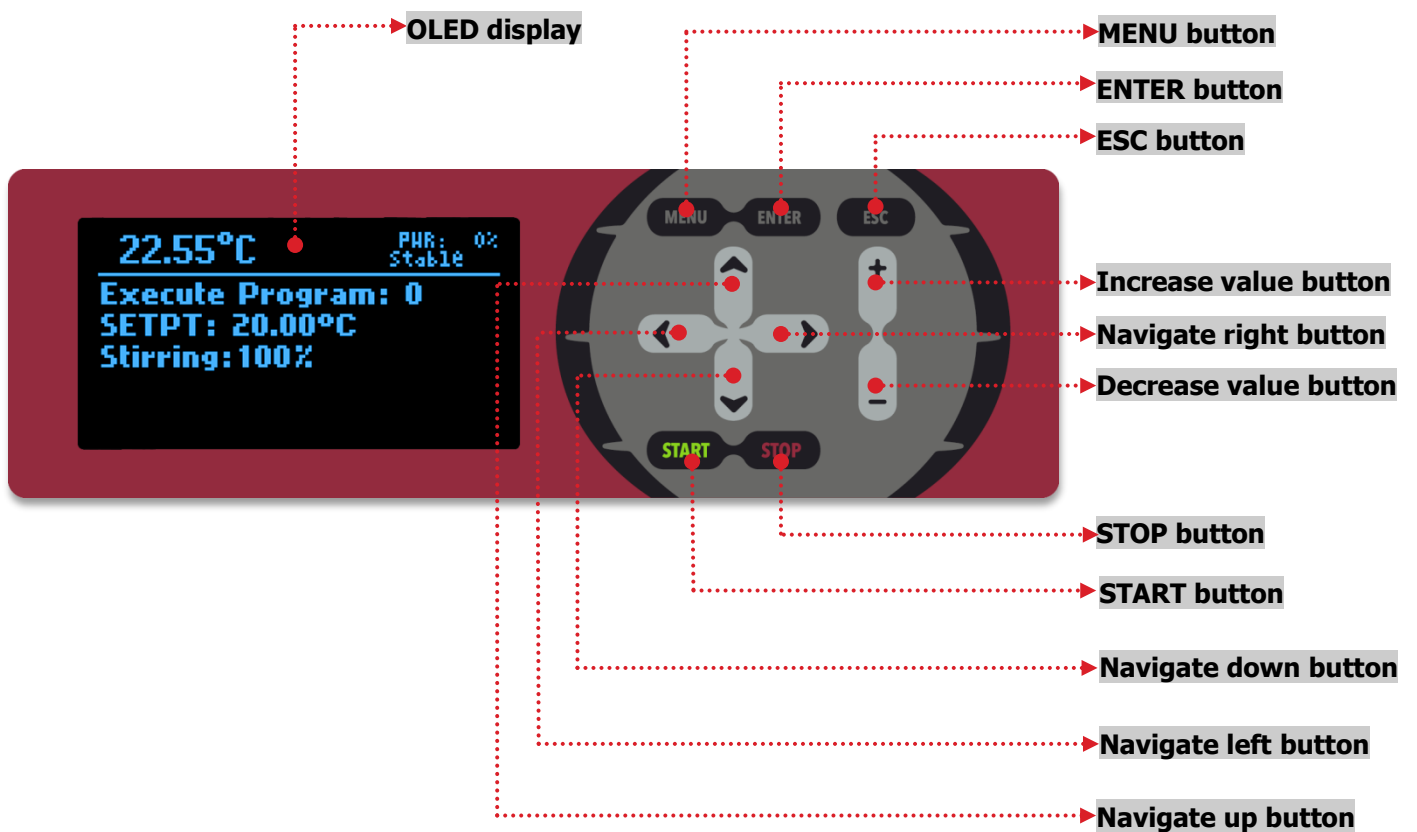 OLED display
MENU button
ENTER button
ESC button
MENU ENTER ESC
22.55°C
PWR: 0%
Stable
Execute Program: 0
SETPT: 20.00°C
Stirring:100%
+
Increase value button
Navigate right button
Decrease value button
−
START STOP
STOP button
START button
Navigate down button
Navigate left button
Navigate up button